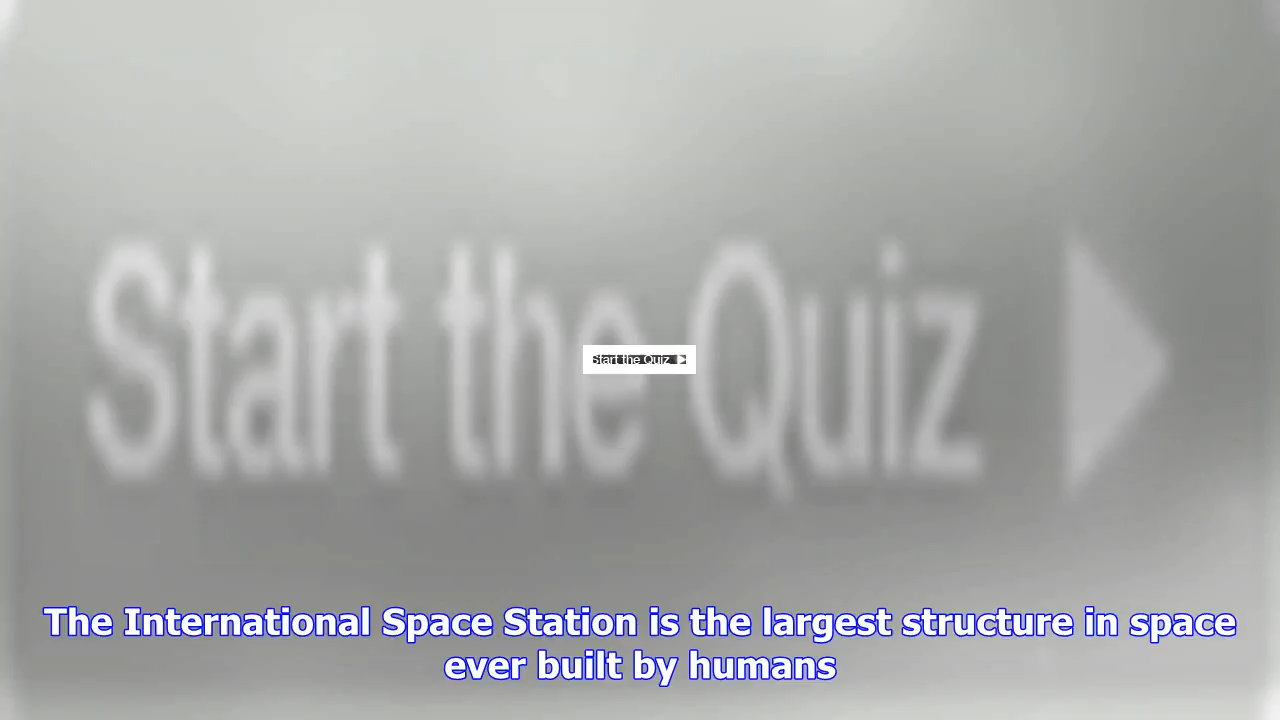 Start the Quiz
Start the Quiz
The International Space Station is the largest structure in space
ever built by humans